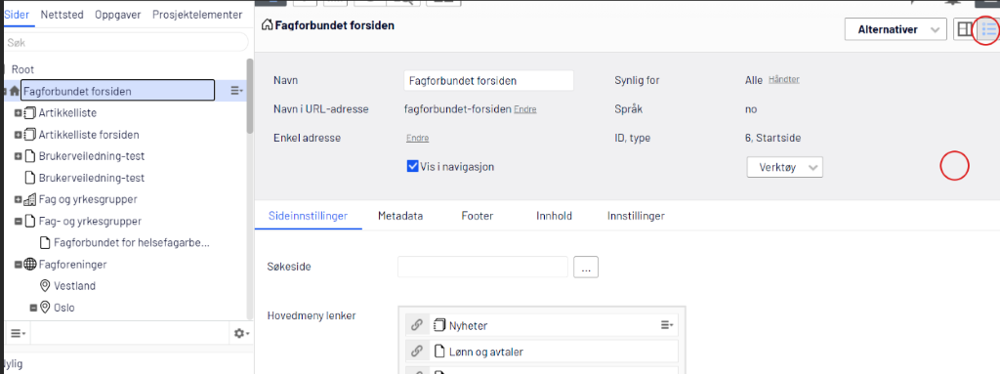 Sider Nettsted Oppgaver Prosjektelementer
Søk
Root
Fagforbundet forsiden
Artikkelliste
Artikkelliste forsiden
Brukerveiledning-test
Brukerveiledning-test
Fag og yrkesgrupper
Fag- og yrkesgrupper
Fagforbundet for helsefagarbe...
Fagforeninger
Vestland
Oslo
Fagforbundet forsiden
Alternativer
Navn Fagforbundet forsiden Synlig for Alle Håndter
Navn i URL-adresse fagforbundet-forsiden Endre Språk no
Enkel adresse Endre ID, type 6, Startside
Vis i navigasjon Verktøy
Sideinnstillinger Metadata Footer Innhold Innstillinger
Søkeside ...
Hovedmeny lenker
Nyheter
Lønn og avtaler